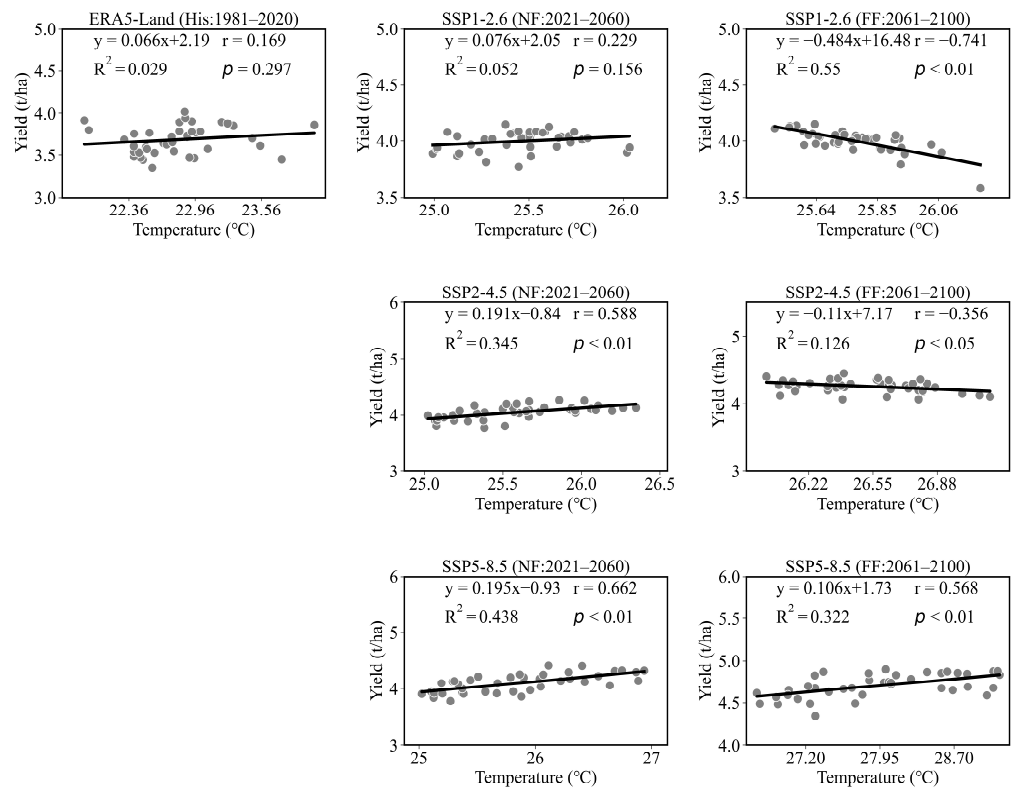 ERA5-Land (His:1981–2020)
y = 0.066x+2.19 r = 0.169
R² = 0.029 p = 0.297
5.0
4.5
4.0
3.5
3.0
Yield (t/ha)
22.36 22.96 23.56
Temperature (°C)
SSP1-2.6 (NF:2021–2060)
y = 0.076x+2.05 r = 0.229
R² = 0.052 p = 0.156
5.0
4.5
4.0
3.5
Yield (t/ha)
25.0 25.5 26.0
Temperature (°C)
SSP1-2.6 (FF:2061–2100)
y = −0.484x+16.48 r = −0.741
R² = 0.55 p < 0.01
5.0
4.5
4.0
3.5
Yield (t/ha)
25.64 25.85 26.06
Temperature (°C)
SSP2-4.5 (NF:2021–2060)
y = 0.191x−0.84 r = 0.588
R² = 0.345 p < 0.01
6
5
4
3
Yield (t/ha)
25.0 25.5 26.0 26.5
Temperature (°C)
SSP2-4.5 (FF:2061–2100)
y = −0.11x+7.17 r = −0.356
R² = 0.126 p < 0.05
5
4
3
Yield (t/ha)
26.22 26.55 26.88
Temperature (°C)
SSP5-8.5 (NF:2021–2060)
y = 0.195x−0.93 r = 0.662
R² = 0.438 p < 0.01
6
5
4
3
Yield (t/ha)
25 26 27
Temperature (°C)
SSP5-8.5 (FF:2061–2100)
y = 0.106x+1.73 r = 0.568
R² = 0.322 p < 0.01
6.0
5.5
5.0
4.5
4.0
Yield (t/ha)
27.20 27.95 28.70
Temperature (°C)